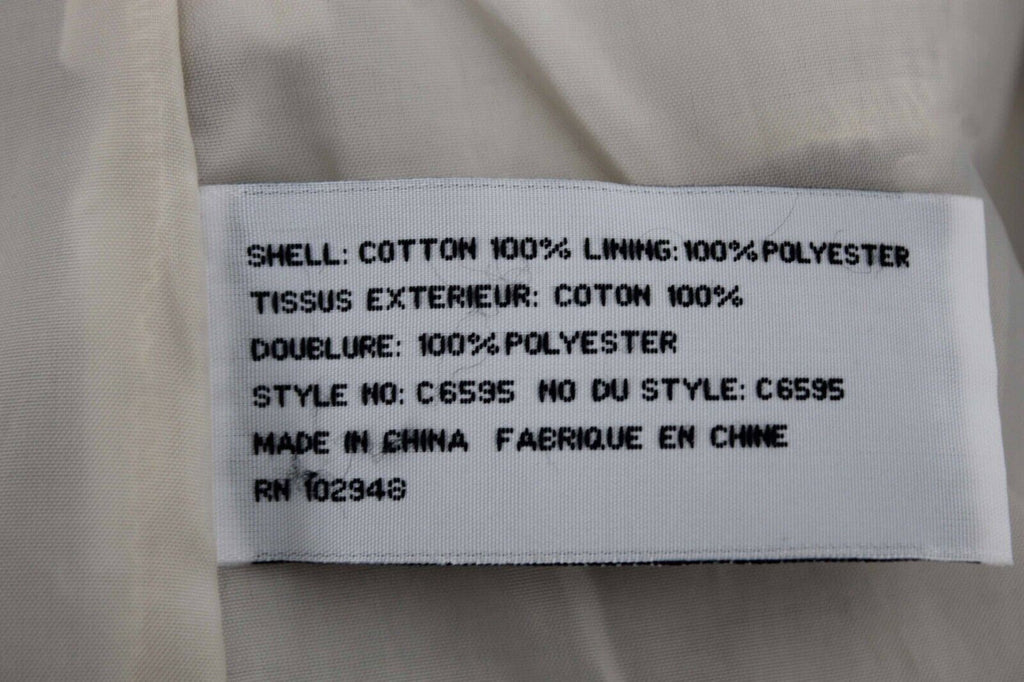 SHELL: COTTON 100% LINING: 100% POLYESTER
TISSUS EXTERIEUR: COTON 100%
DOUBLURE: 100% POLYESTER
STYLE NO: C6595 NO DU STYLE: C6595
MADE IN CHINA FABRIQUE EN CHINE
RN 102948